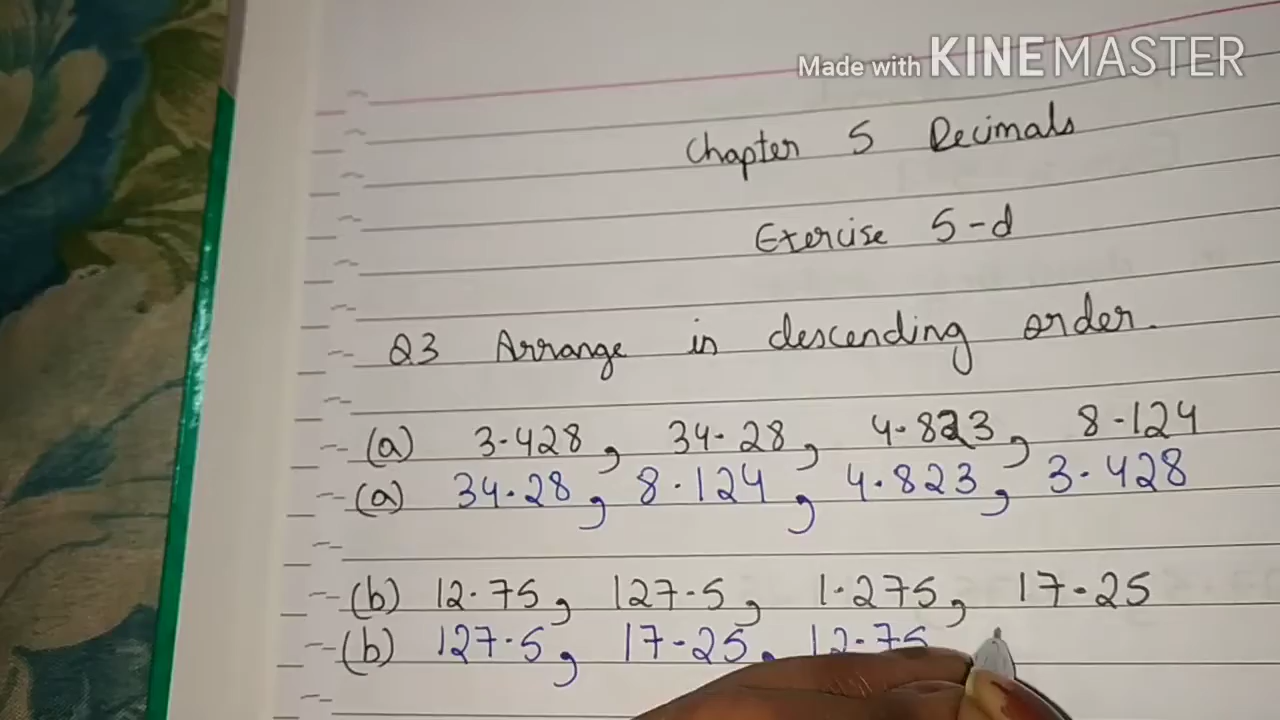 Made with KINEMASTER
Chapter 5 Decimals
Exercise 5-d
Q3 Arrange in descending order.
(a) 3.428, 34.28, 4.823, 8.124
(a) 34.28, 8.124, 4.823, 3.428
(b) 12.75, 127.5, 1.275, 17.25
(b) 127.5, 17.25, 12.75